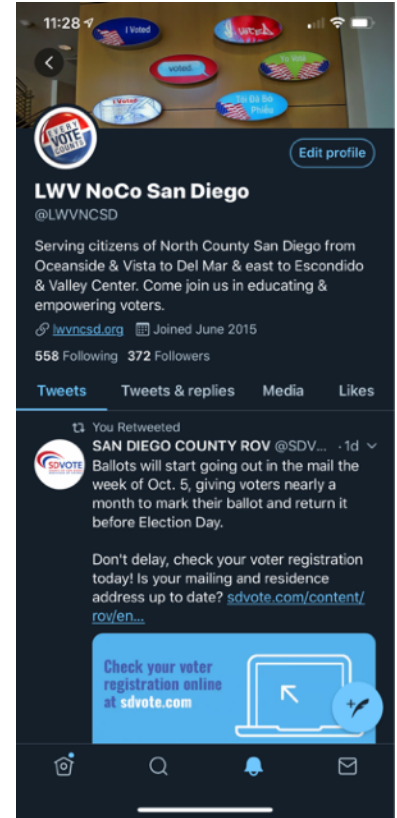 11:28
I Voted
I Voted
Voted.
Yo Voté
I Voted
Tôi Đã Bỏ
Phiếu
EVERY
VOTE
COUNTS
Edit profile
LWV NoCo San Diego
@LWVNCSD
Serving citizens of North County San Diego from
Oceanside & Vista to Del Mar & east to Escondido
& Valley Center. Come join us in educating &
empowering voters.
lwvncsd.org Joined June 2015
558 Following 372 Followers
Tweets Tweets & replies Media Likes
You Retweeted
SAN DIEGO COUNTY ROV @SDV... · 1d
SDVOTE
Ballots will start going out in the mail the
week of Oct. 5, giving voters nearly a
month to mark their ballot and return it
before Election Day.
Don't delay, check your voter registration
today! Is your mailing and residence
address up to date? sdvote.com/content/
rov/en...
Check your voter
registration online
at sdvote.com